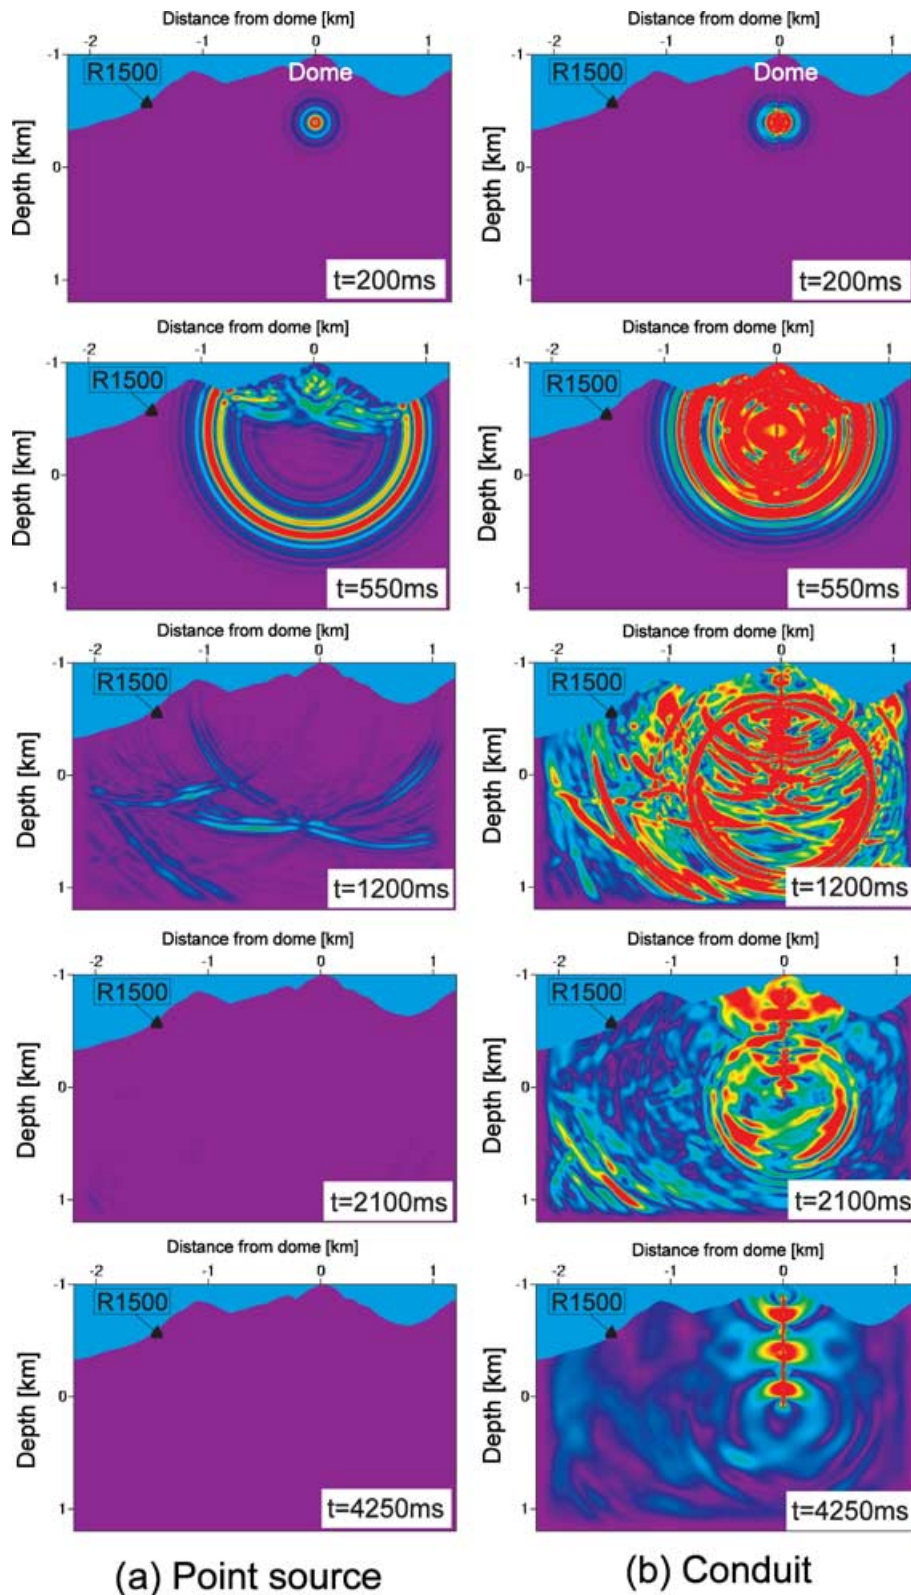 Distance from dome [km]
-2 -1 0 1
-1
R1500
Dome
Depth [km]
0
1
t=200ms
Distance from dome [km]
-2 -1 0 1
-1
R1500
Dome
Depth [km]
0
1
t=200ms
Distance from dome [km]
-2 -1 0 1
-1
R1500
Depth [km]
0
1
t=550ms
Distance from dome [km]
-2 -1 0 1
-1
R1500
Depth [km]
0
1
t=550ms
Distance from dome [km]
-2 -1 0 1
-1
R1500
Depth [km]
0
1
t=1200ms
Distance from dome [km]
-2 -1 0 1
-1
R1500
Depth [km]
0
1
t=1200ms
Distance from dome [km]
-2 -1 0 1
-1
R1500
Depth [km]
0
1
t=2100ms
Distance from dome [km]
-2 -1 0 1
-1
R1500
Depth [km]
0
1
t=2100ms
Distance from dome [km]
-2 -1 0 1
-1
R1500
Depth [km]
0
1
t=4250ms
Distance from dome [km]
-2 -1 0 1
-1
R1500
Depth [km]
0
1
t=4250ms
(a) Point source
(b) Conduit